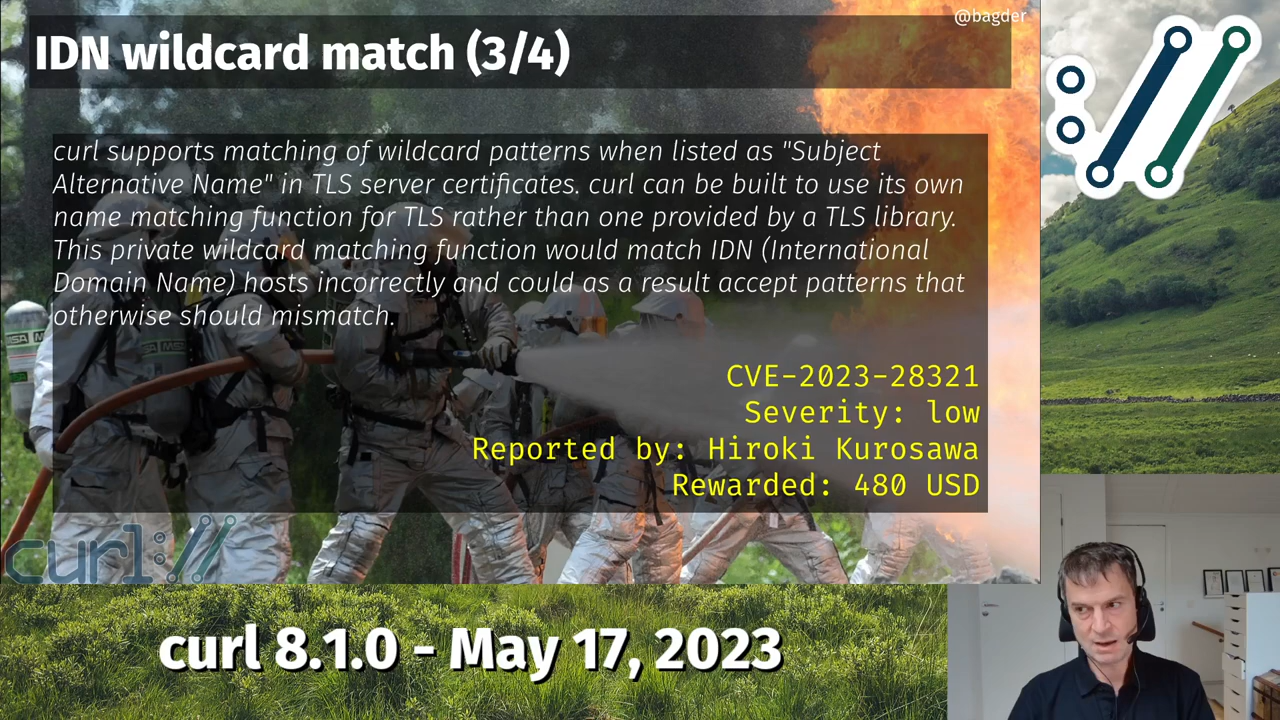 @bagder
IDN wildcard match (3/4)
curl supports matching of wildcard patterns when listed as "Subject
Alternative Name" in TLS server certificates. curl can be built to use its own
name matching function for TLS rather than one provided by a TLS library.
This private wildcard matching function would match IDN (International
Domain Name) hosts incorrectly and could as a result accept patterns that
otherwise should mismatch.
CVE-2023-28321
Severity: low
Reported by: Hiroki Kurosawa
Rewarded: 480 USD
MSA
curl://
curl 8.1.0 - May 17, 2023